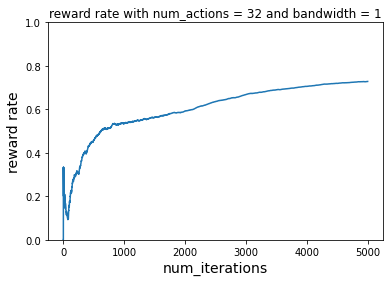 reward rate with num_actions = 32 and bandwidth = 1
1.0
0.8
0.6
0.4
0.2
0.0
reward rate
0 1000 2000 3000 4000 5000
num_iterations